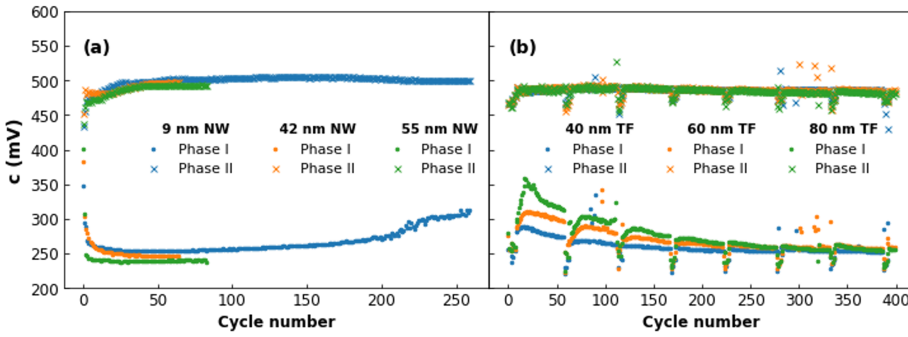 600
550
500
450
400
350
300
250
200
c (mV)
(a)
9 nm NW 42 nm NW 55 nm NW
Phase I Phase I Phase I
Phase II Phase II Phase II
0 50 100 150 200 250
Cycle number
(b)
40 nm TF 60 nm TF 80 nm TF
Phase I Phase I Phase I
Phase II Phase II Phase II
0 50 100 150 200 250 300 350 400
Cycle number